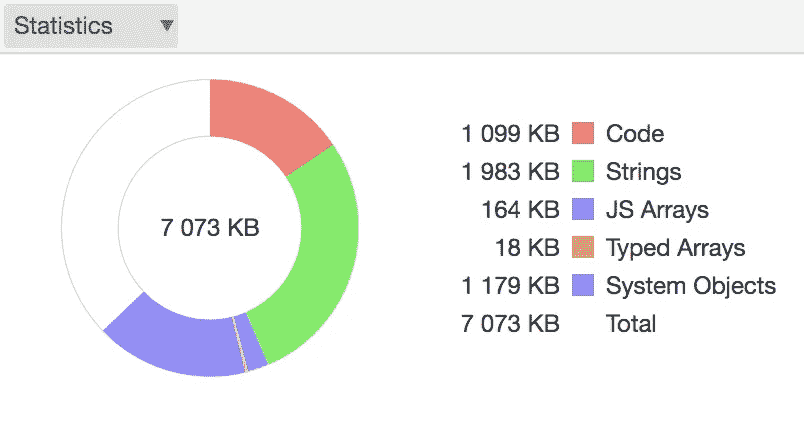 Statistics
7 073 KB
1 099 KB Code
1 983 KB Strings
164 KB JS Arrays
18 KB Typed Arrays
1 179 KB System Objects
7 073 KB Total